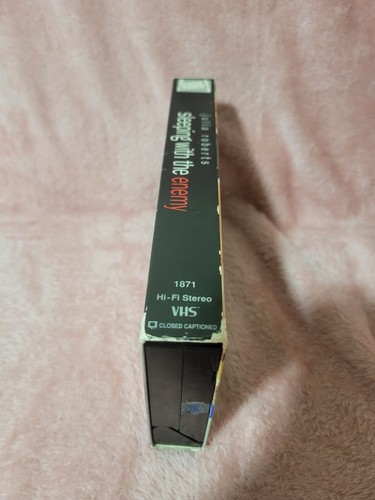 julia roberts
sleeping with the enemy
1871
Hi-Fi Stereo
VHS
CLOSED CAPTIONED